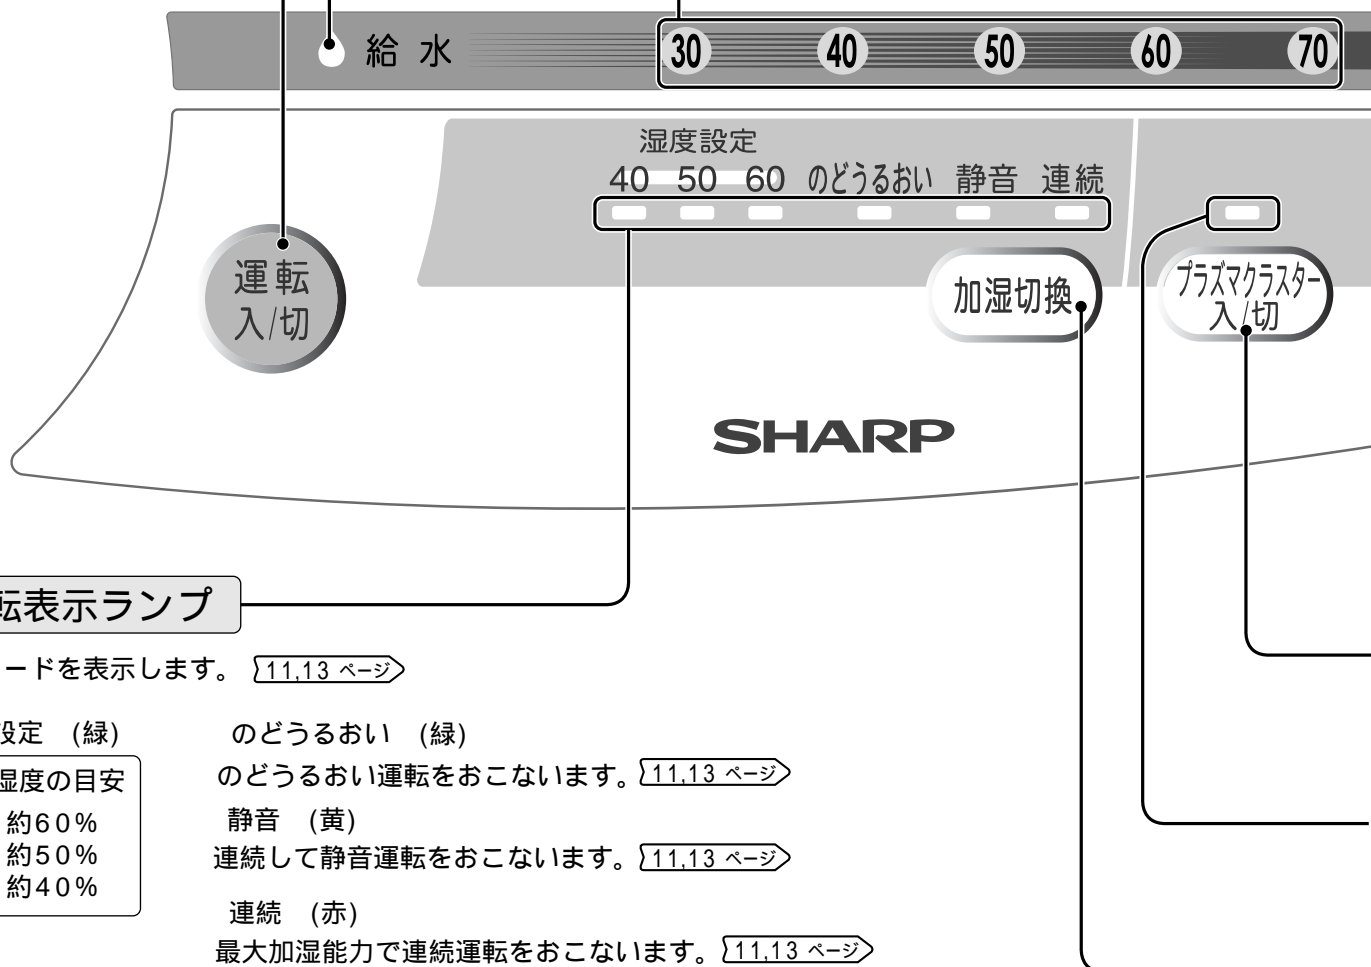 給水 30 40 50 60 70
湿度設定
40 50 60 のどうるおい 静音 連続
運転
入/切
加湿切換
プラズマクラスター
入/切
SHARP
転表示ランプ
ードを表示します。 11,13 ページ
設定 (緑)
湿度の目安
約60%
約50%
約40%
のどうるおい (緑)
のどうるおい運転をおこないます。 11,13 ページ
静音 (黄)
連続して静音運転をおこないます。 11,13 ページ
連続 (赤)
最大加湿能力で連続運転をおこないます。 11,13 ページ